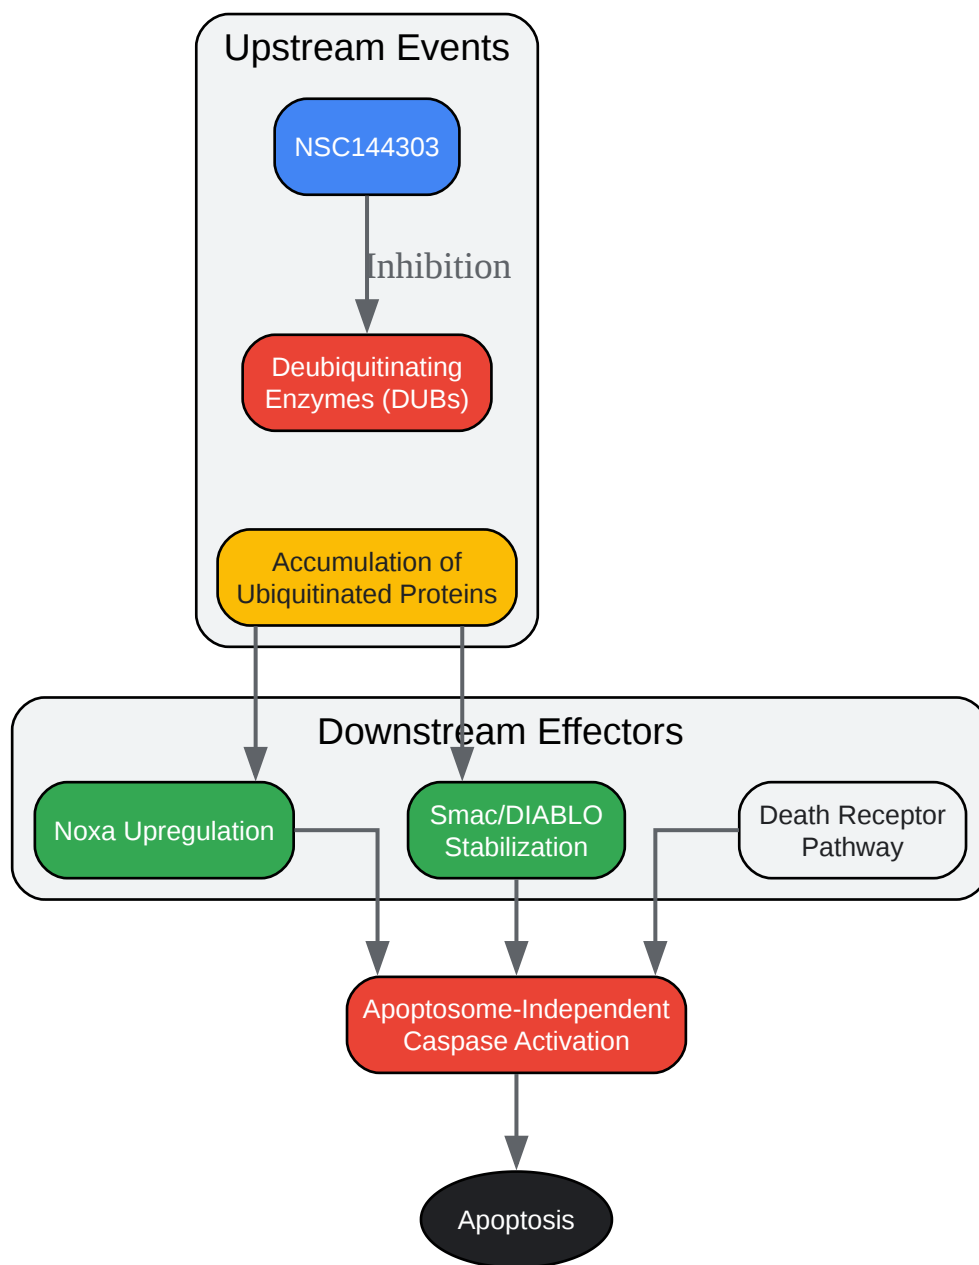 Upstream Events
NSC144303
Inhibition
Deubiquitinating
Enzymes (DUBs)
Accumulation of
Ubiquitinated Proteins
Downstream Effectors
Noxa Upregulation
Smac/DIABLO
Stabilization
Death Receptor
Pathway
Apoptosome-Independent
Caspase Activation
Apoptosis